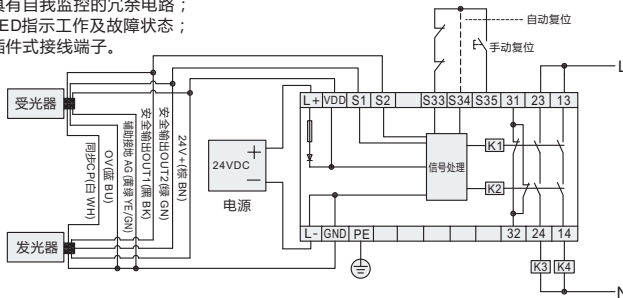 具有自我监控的冗余电路；
ED指示工作及故障状态；
插件式接线端子。
自动复位
手动复位
L
受光器
L+ VDD S1 S2 S33 S34 S35 31 23 13
同步CP(白 WH)
OV(蓝 BU)
辅助接地 AG(黄绿 YE/GN)
安全输出OUT1(黑 BK)
安全输出OUT2(绿 GN)
24V+(棕 BN)
24VDC
+
—
电源
信号处理
K1
K2
L- GND PE 32 24 14
发光器
K3 K4
N